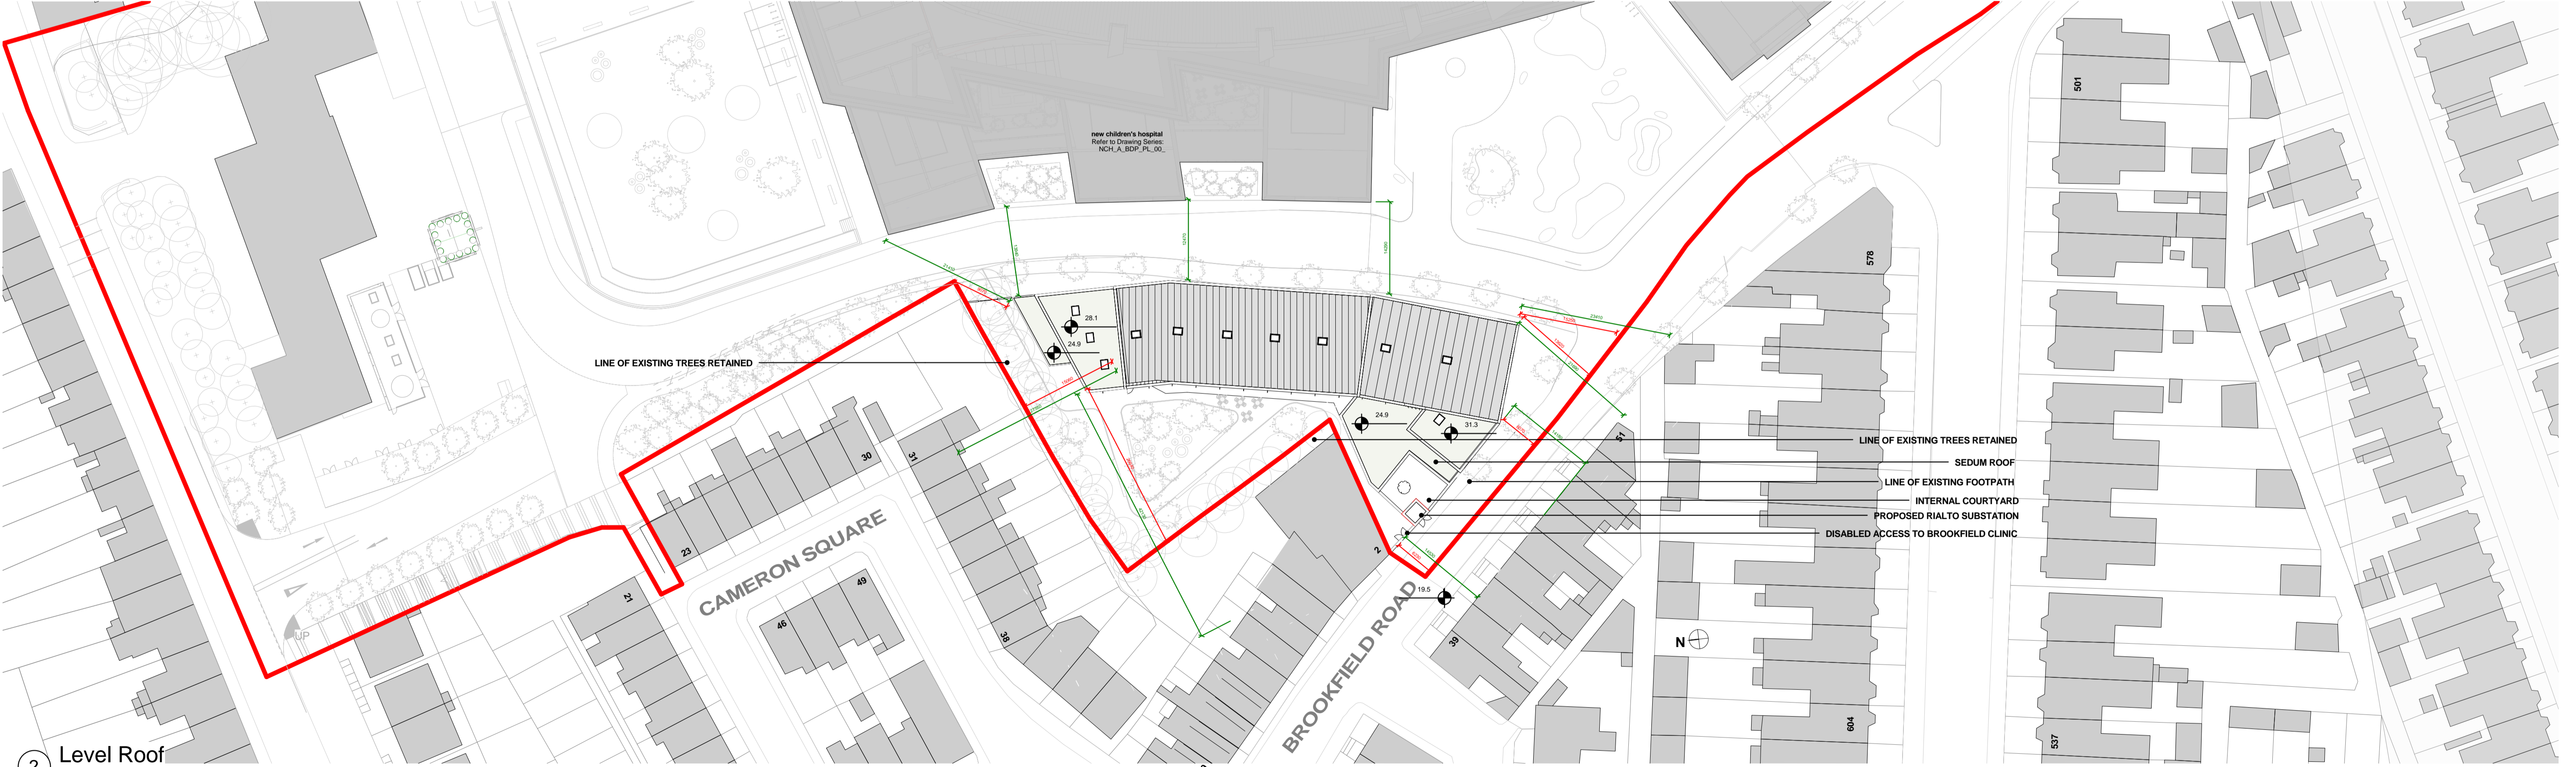 new children's hospital
Refer to Drawing Series:
NCH_A_BDP_PL_00_
501
578
28.1
24.9
LINE OF EXISTING TREES RETAINED
24.9
31.3
51
LINE OF EXISTING TREES RETAINED
SEDUM ROOF
LINE OF EXISTING FOOTPATH
INTERNAL COURTYARD
PROPOSED RIALTO SUBSTATION
DISABLED ACCESS TO BROOKFIELD CLINIC
30
31
23
CAMERON SQUARE
2
49
21
46
38
19.5
BROOKFIELD ROAD
39
N
UP
604
537
2
Level Roof